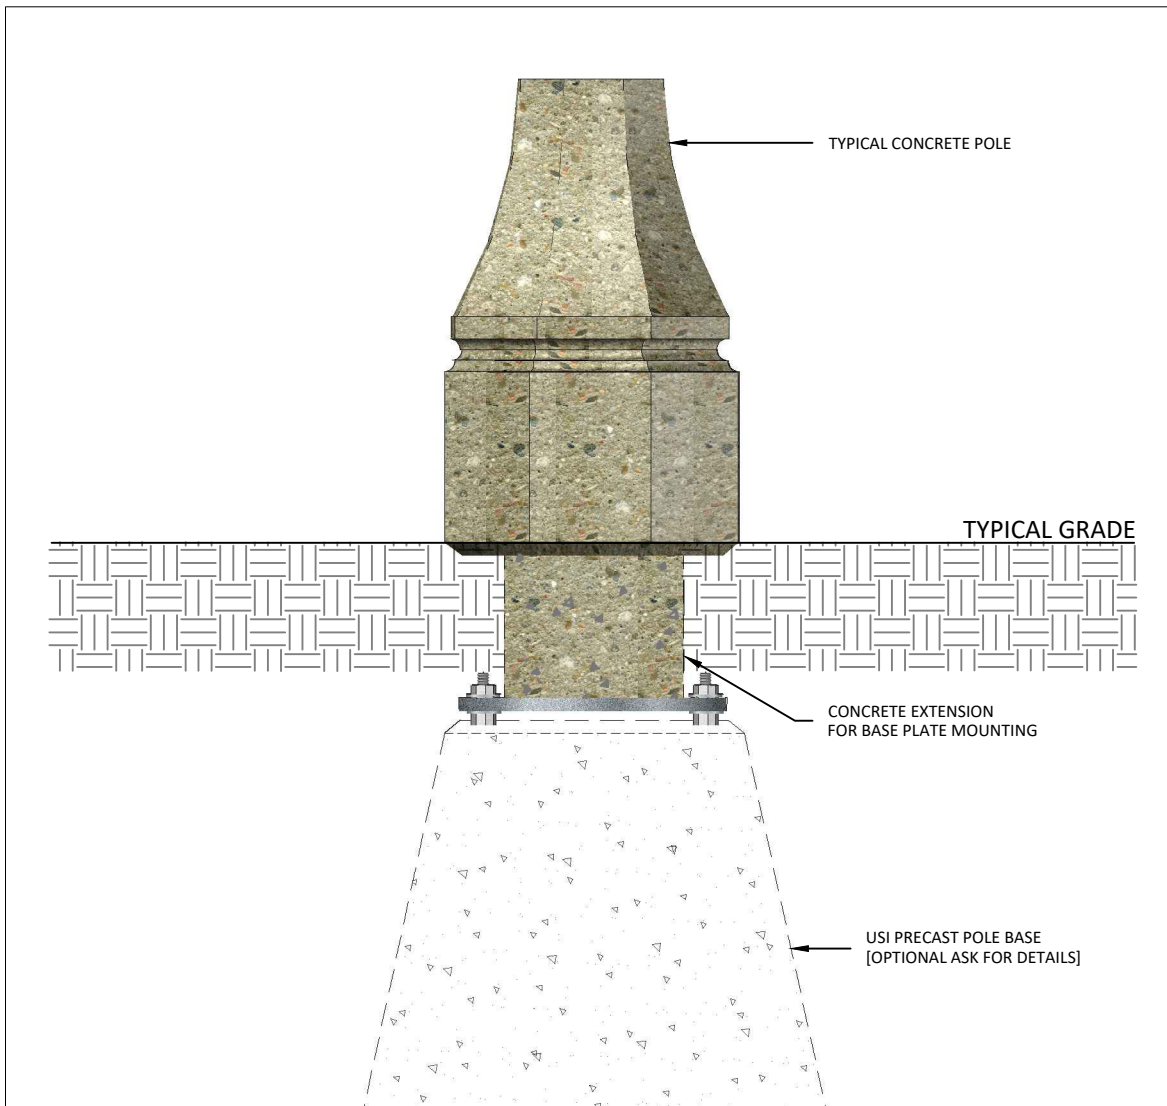 TYPICAL CONCRETE POLE
TYPICAL GRADE
CONCRETE EXTENSION
FOR BASE PLATE MOUNTING
USI PRECAST POLE BASE
[OPTIONAL ASK FOR DETAILS]